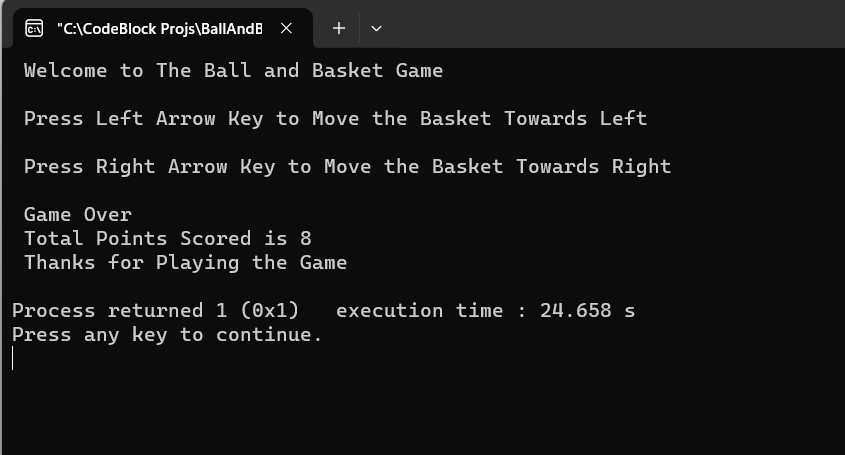 "C:\CodeBlock Projs\BallAndB
Welcome to The Ball and Basket Game
Press Left Arrow Key to Move the Basket Towards Left
Press Right Arrow Key to Move the Basket Towards Right
Game Over
Total Points Scored is 8
Thanks for Playing the Game
Process returned 1 (0x1)   execution time : 24.658 s
Press any key to continue.